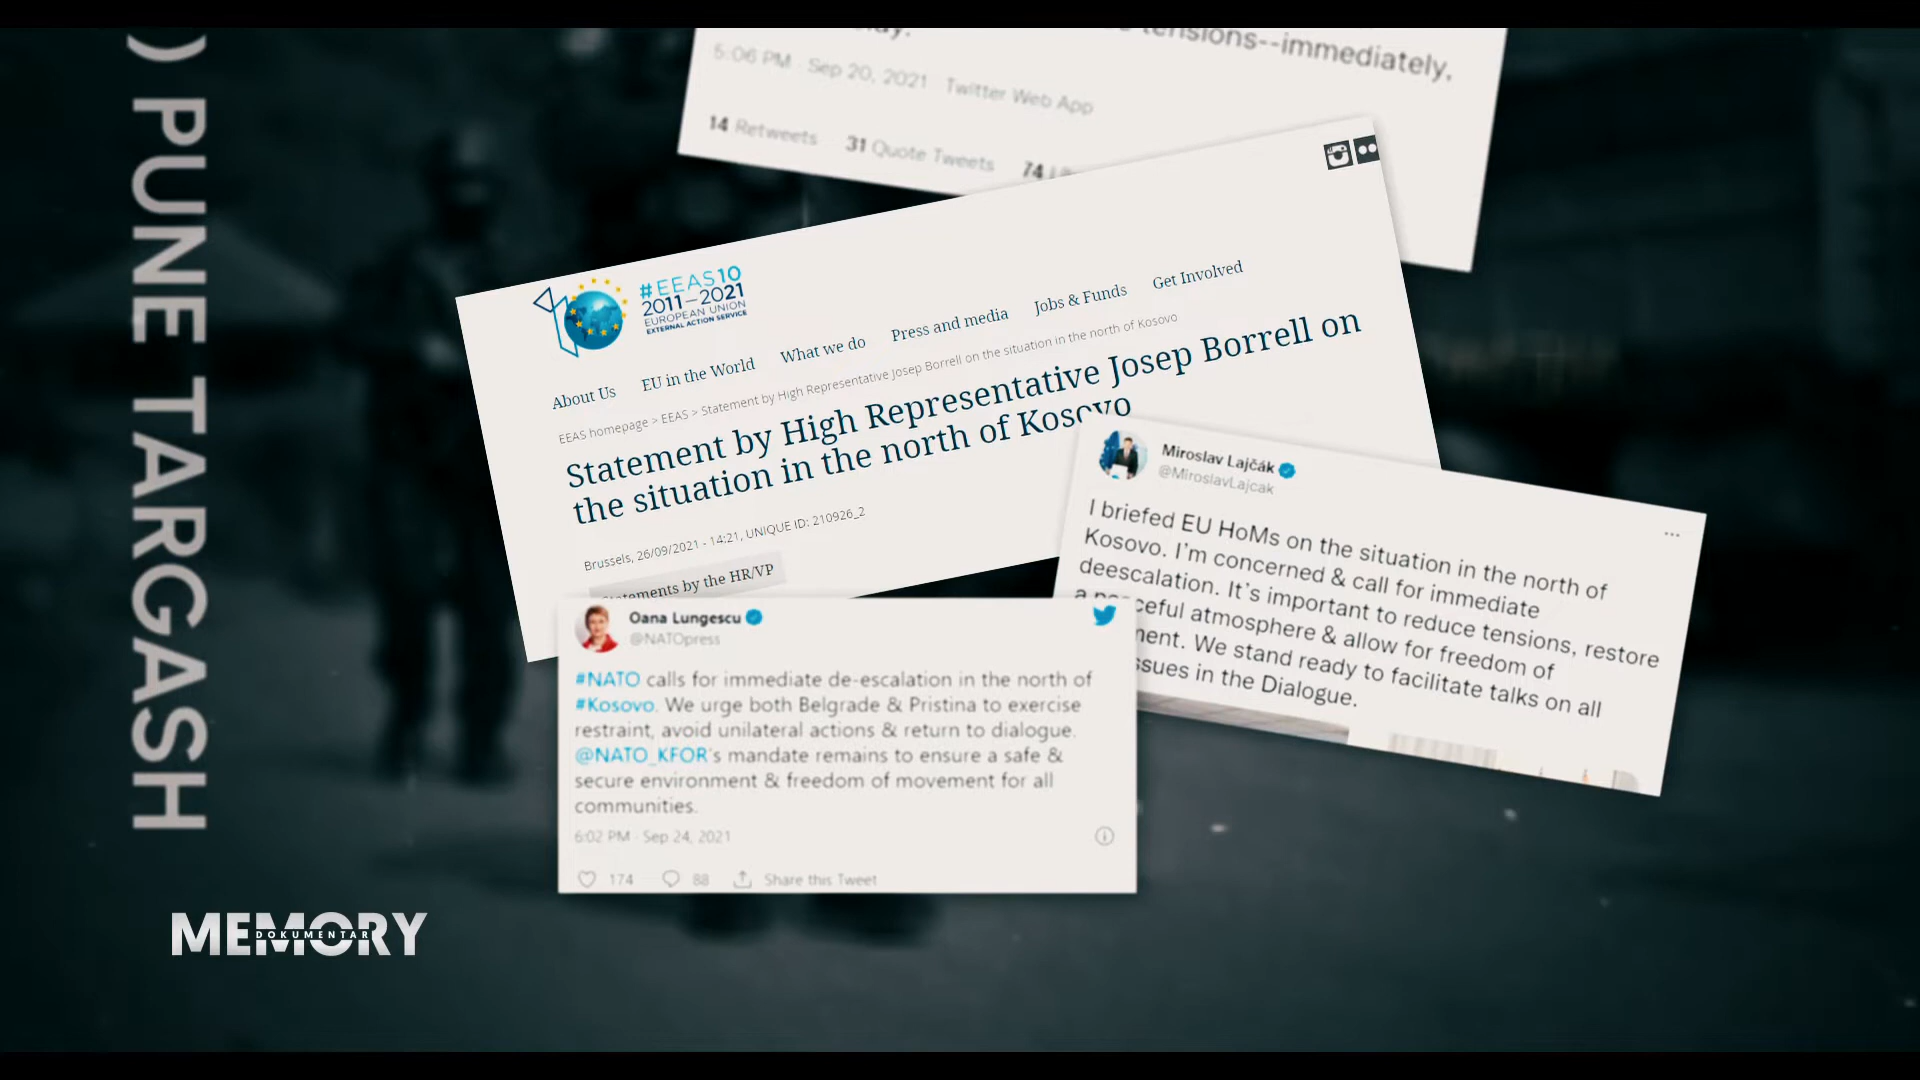 ) PUNE TARGASH
tensions--immediately,
5:06 PM · Sep 20, 2021 · Twitter Web App
14 Retweets 31 Quote Tweets 74
#EEAS10
2011–2021
EUROPEAN UNION
EXTERNAL ACTION SERVICE
About Us EU in the World What we do Press and media Jobs & Funds Get Involved
EEAS homepage > EEAS > Statement by High Representative Josep Borrell on the situation in the north of Kosovo
Statement by High Representative Josep Borrell on
the situation in the north of Kosovo
Brussels, 26/09/2021 - 14:21, UNIQUE ID: 210926_2
by the HR/VP
Miroslav Lajčák
@MiroslavLajcak
I briefed EU HoMs on the situation in the north of
Kosovo. I'm concerned & call for immediate
deescalation. It's important to reduce tensions, restore
a peaceful atmosphere & allow for freedom of
ment. We stand ready to facilitate talks on all
ssues in the Dialogue.
Oana Lungescu
@NATOpress
#NATO calls for immediate de-escalation in the north of
#Kosovo. We urge both Belgrade & Pristina to exercise
restraint, avoid unilateral actions & return to dialogue.
@NATO_KFOR's mandate remains to ensure a safe &
secure environment & freedom of movement for all
communities.
6:02 PM · Sep 24, 2021
174 88 Share this Tweet
MEMORY
DOKUMENTAR